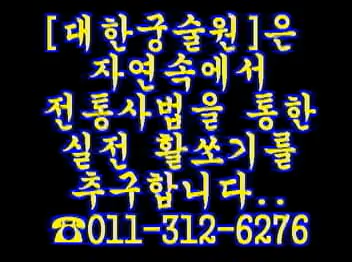 [대한궁술원]은
자연속에서
전통사법을 통한
실전 활쏘기를
추구합니다..
☎011-312-6276